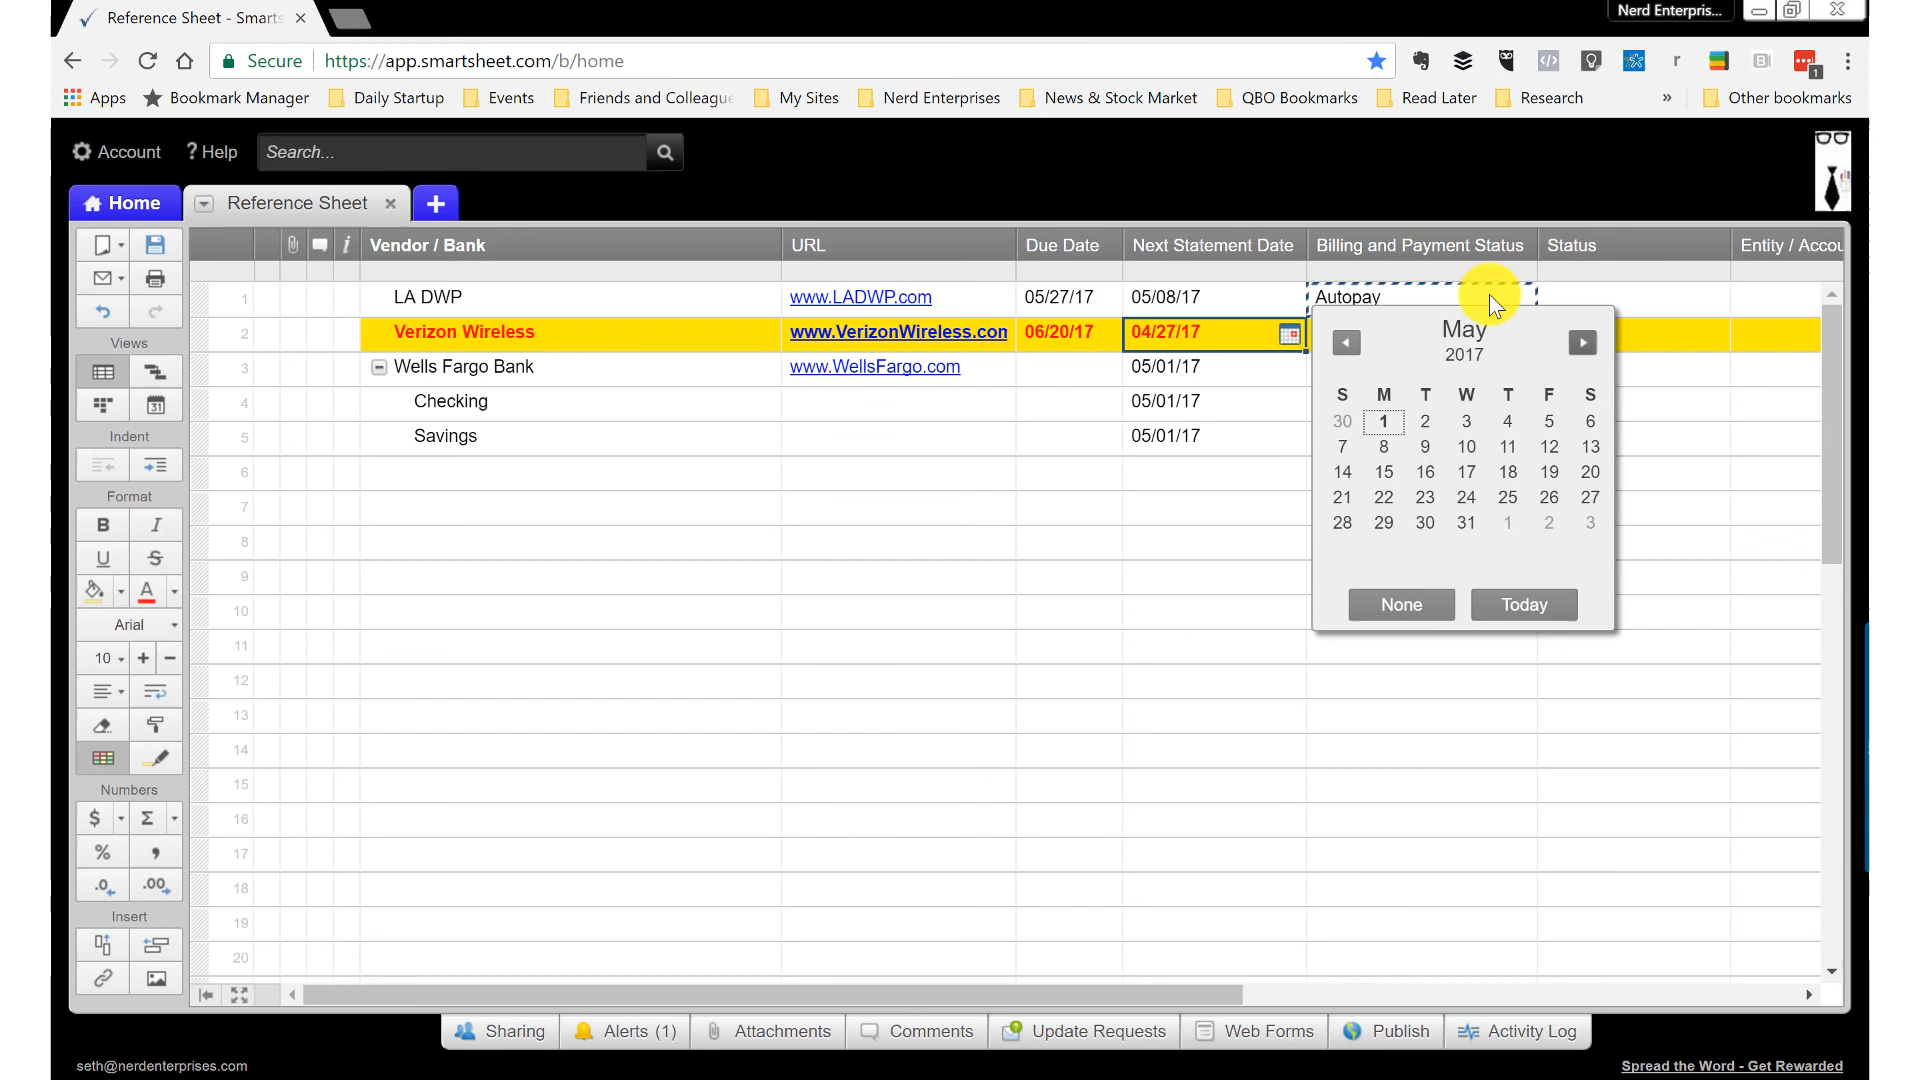 Reference Sheet - Smarts
Nerd Enterpris...
Secure
https://app.smartsheet.com/b/home
1
Apps
Bookmark Manager
Daily Startup
Events
Friends and Colleagu
My Sites
Nerd Enterprises
News & Stock Market
QBO Bookmarks
Read Later
Research
»
Other bookmarks
Account
? Help
Search...
Home
Reference Sheet
Vendor / Bank URL Due Date Next Statement Date Billing and Payment Status Status Entity / Accou
1 LA DWP www.LADWP.com 05/27/17 05/08/17 Autopay
2 Verizon Wireless www.VerizonWireless.com 06/20/17 04/27/17
3 Wells Fargo Bank www.WellsFargo.com 05/01/17
4 Checking 05/01/17
5 Savings 05/01/17
6
7
8
9
10
11
12
13
14
15
16
17
18
19
20
May
2017
S M T W T F S
30 1 2 3 4 5 6
7 8 9 10 11 12 13
14 15 16 17 18 19 20
21 22 23 24 25 26 27
28 29 30 31 1 2 3
None Today
Views
31
Indent
Format
B I
U S
A
Arial
10 + −
Numbers
$ Σ
% ,
.0 .00
Insert
Sharing
Alerts (1)
Attachments
Comments
Update Requests
Web Forms
Publish
Activity Log
seth@nerdenterprises.com
Spread the Word - Get Rewarded